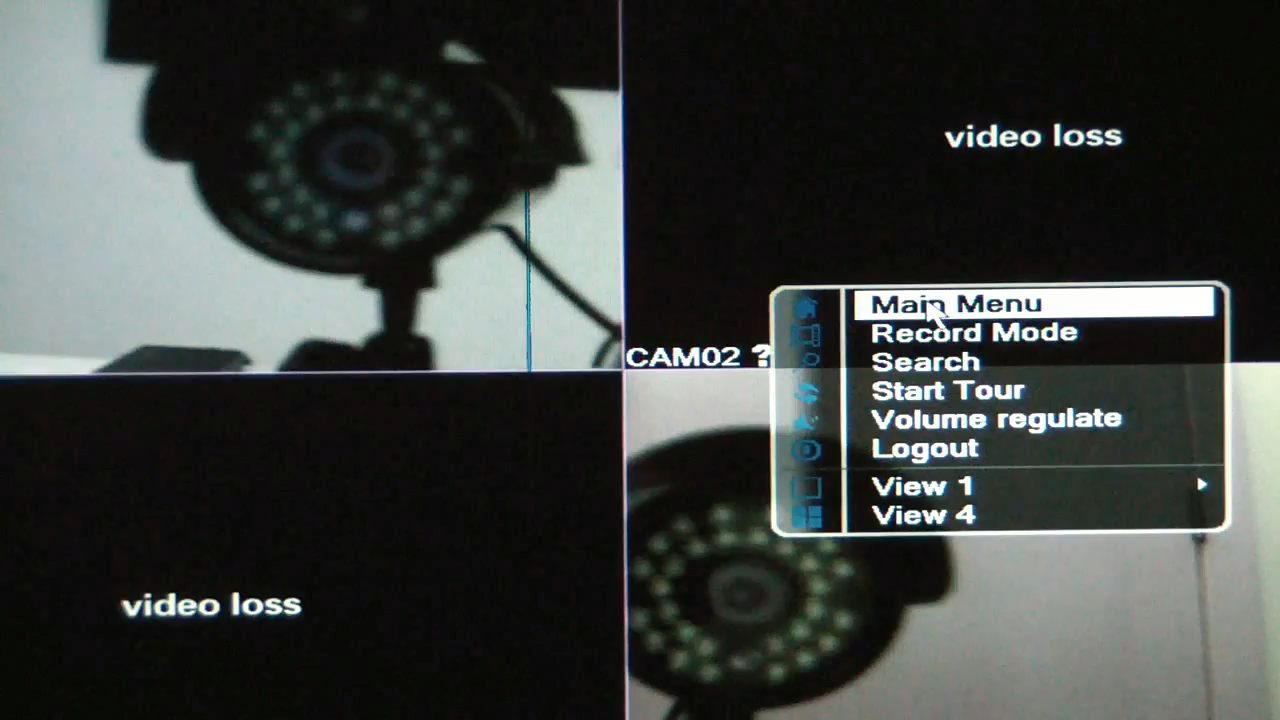 video loss
Main Menu
Record Mode
CAM02 ?
Search
Start Tour
Volume regulate
Logout
View 1
View 4
video loss